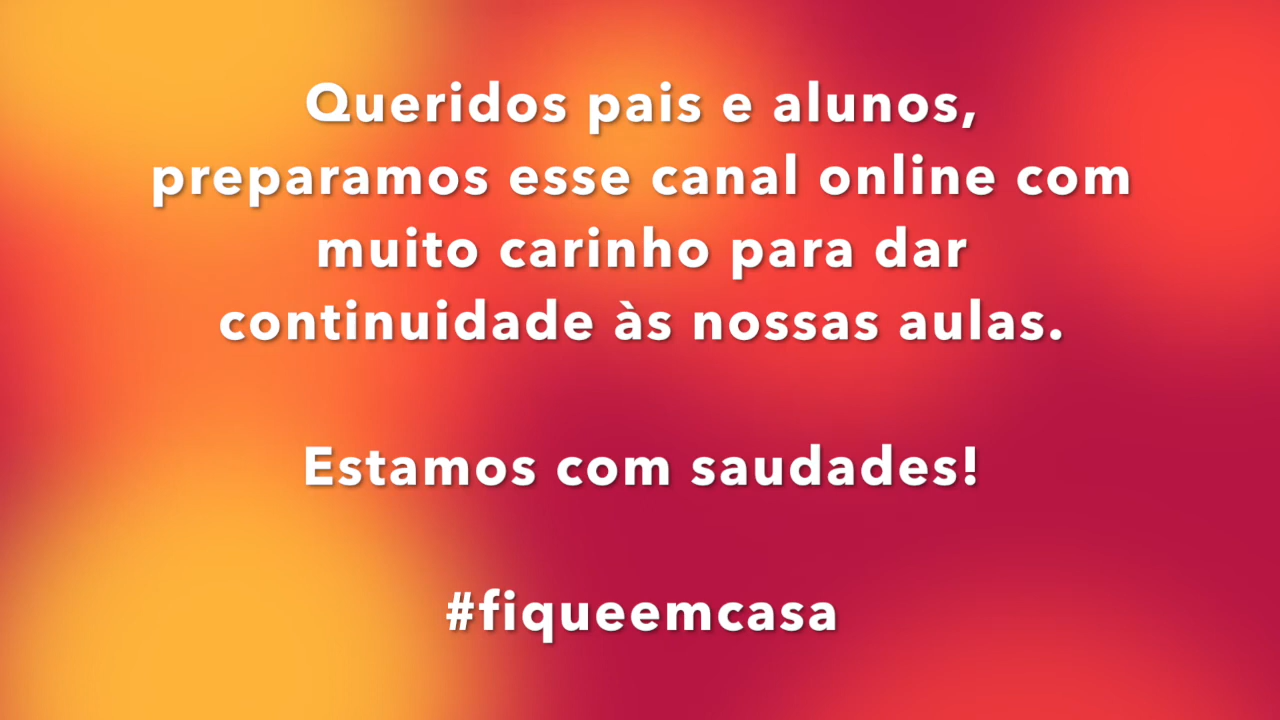 Queridos pais e alunos,
preparamos esse canal online com
muito carinho para dar
continuidade às nossas aulas.
Estamos com saudades!
#fiqueemcasa